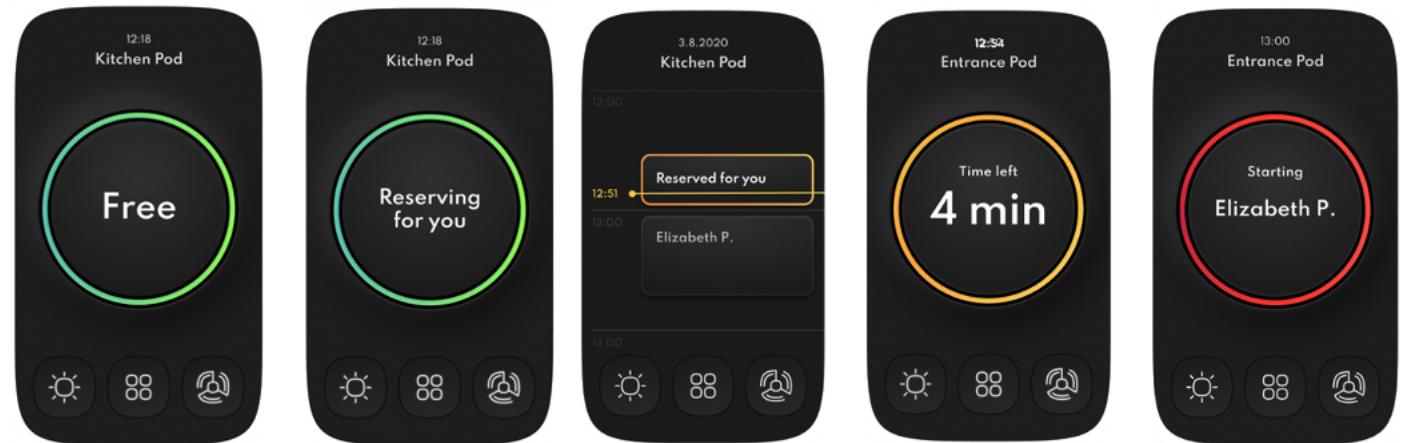 12:18
Kitchen Pod
Free
12:18
Kitchen Pod
Reserving
for you
3.8.2020
Kitchen Pod
12:00
Reserved for you
12:51
13:00
Elizabeth P.
14:00
12:54
Entrance Pod
Time left
4 min
13:00
Entrance Pod
Starting
Elizabeth P.